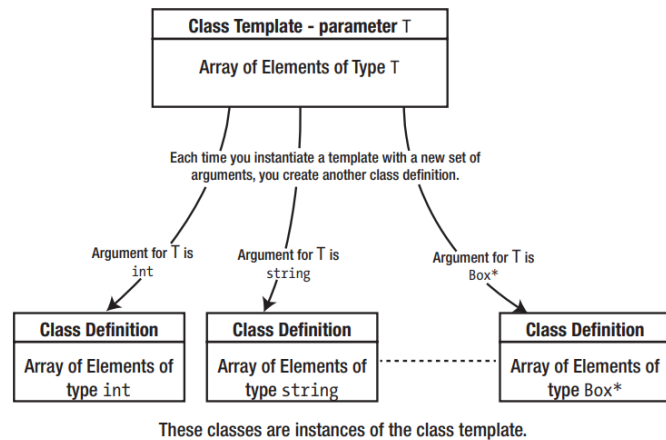 Class Template - parameter T
Array of Elements of Type T
Each time you instantiate a template with a new set of
arguments, you create another class definition.
Argument for T is
int
Argument for T is
string
Argument for T is
Box*
Class Definition
Array of Elements of
type int
Class Definition
Array of Elements of
type string
Class Definition
Array of Elements of
type Box*
These classes are instances of the class template.